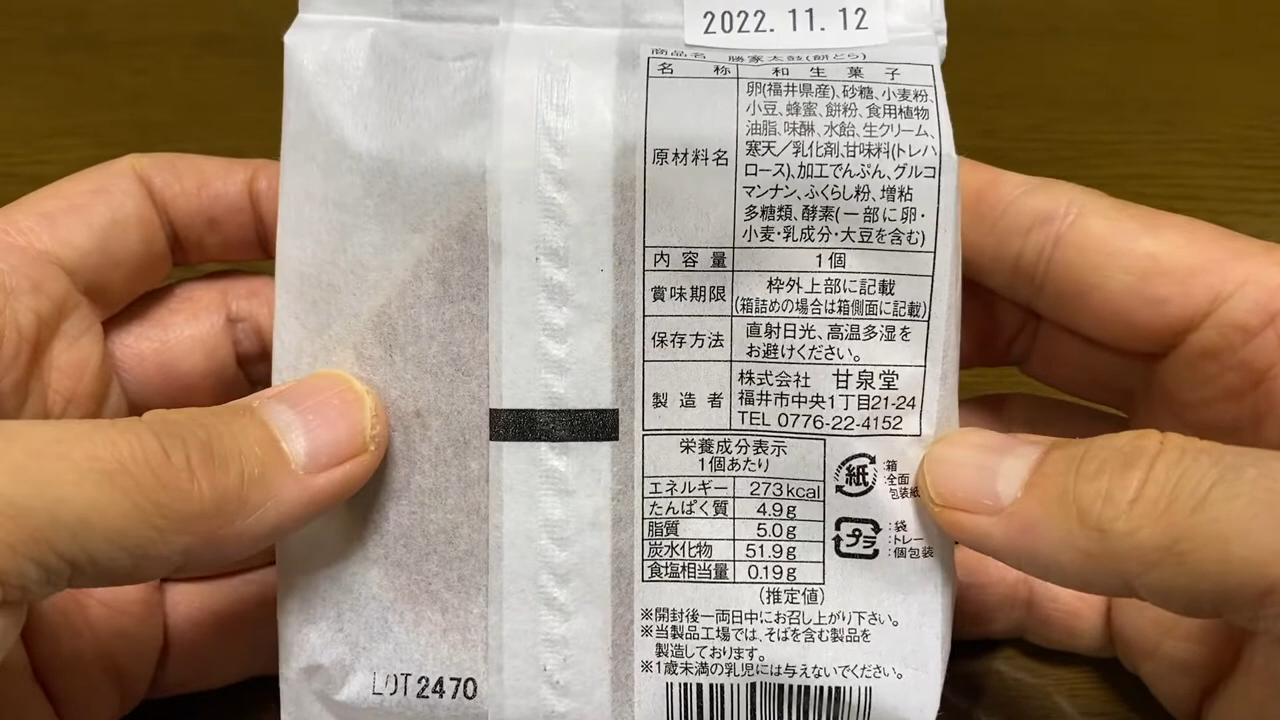 2022.11.12
商品名 勝家太鼓(餅どら)
名称 和生菓子
原材料名
卵(福井県産)、砂糖、小麦粉、
小豆、蜂蜜、餅粉、食用植物
油脂、味醂、水飴、生クリーム、
寒天/乳化剤、甘味料(トレハ
ロース)、加工でんぷん、グルコ
マンナン、ふくらし粉、増粘
多糖類、酵素(一部に卵・
小麦・乳成分・大豆を含む)
内容量 1個
賞味期限 枠外上部に記載
(箱詰めの場合は箱側面に記載)
保存方法 直射日光、高温多湿を
お避けください。
製造者
株式会社 甘泉堂
福井市中央1丁目21-24
TEL 0776-22-4152
栄養成分表示
1個あたり
エネルギー 273kcal
たんぱく質 4.9g
脂質 5.0g
炭水化物 51.9g
食塩相当量 0.19g
(推定値)
紙
:箱
:全面
包装紙
プラ
:袋
:トレー
:個包装
※開封後一両日中にお召し上がり下さい。
※当製品工場では、そばを含む製品を
製造しております。
※1歳未満の乳児には与えないでください。
LOT2470